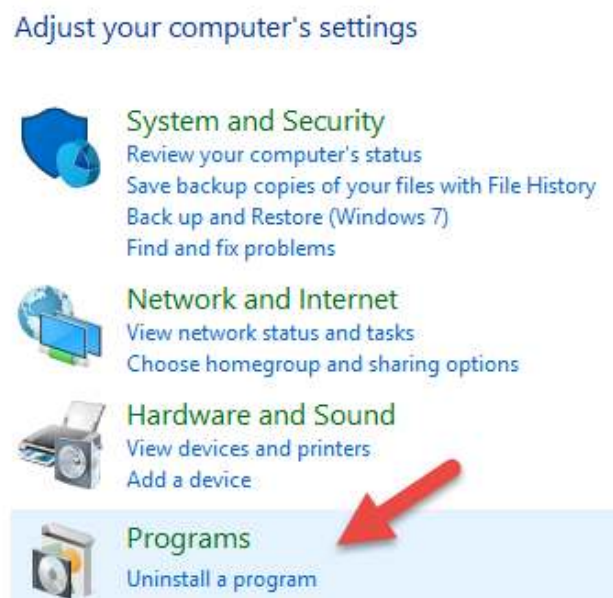 Adjust your computer's settings
System and Security
Review your computer's status
Save backup copies of your files with File History
Back up and Restore (Windows 7)
Find and fix problems
Network and Internet
View network status and tasks
Choose homegroup and sharing options
Hardware and Sound
View devices and printers
Add a device
Programs
Uninstall a program